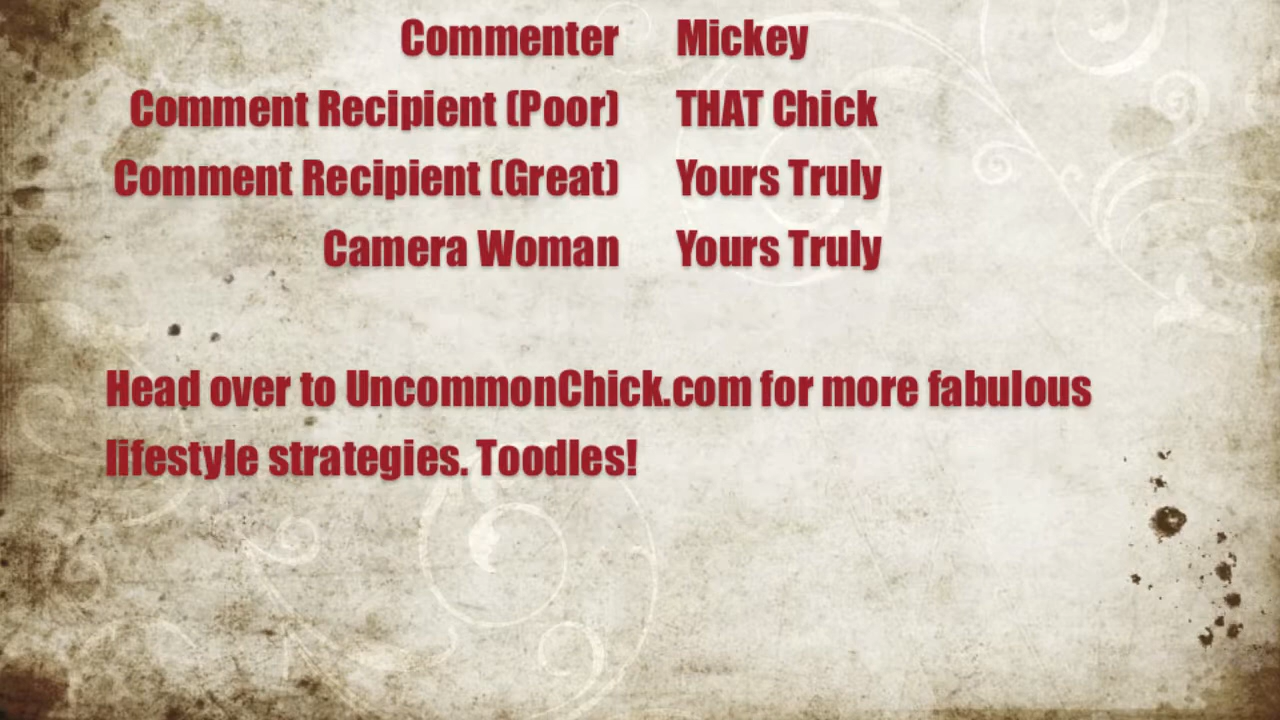 Commenter Mickey
Comment Recipient (Poor) THAT Chick
Comment Recipient (Great) Yours Truly
Camera Woman Yours Truly
Head over to UncommonChick.com for more fabulous
lifestyle strategies. Toodles!